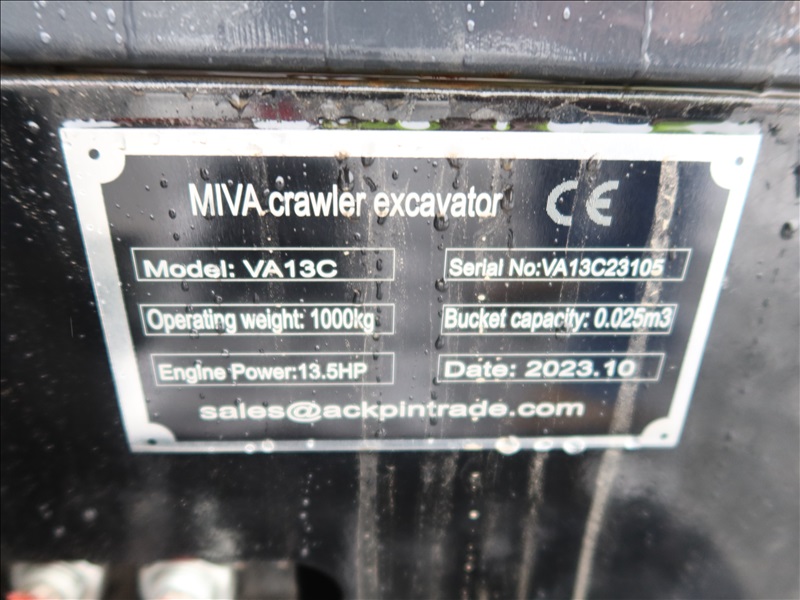 MIVA crawler excavator CE
Model: VA13C
Serial No:VA13C23105
Operating weight: 1000kg
Bucket capacity: 0.025m3
Engine Power:13.5HP
Date: 2023.10
sales@ackpintrade.com